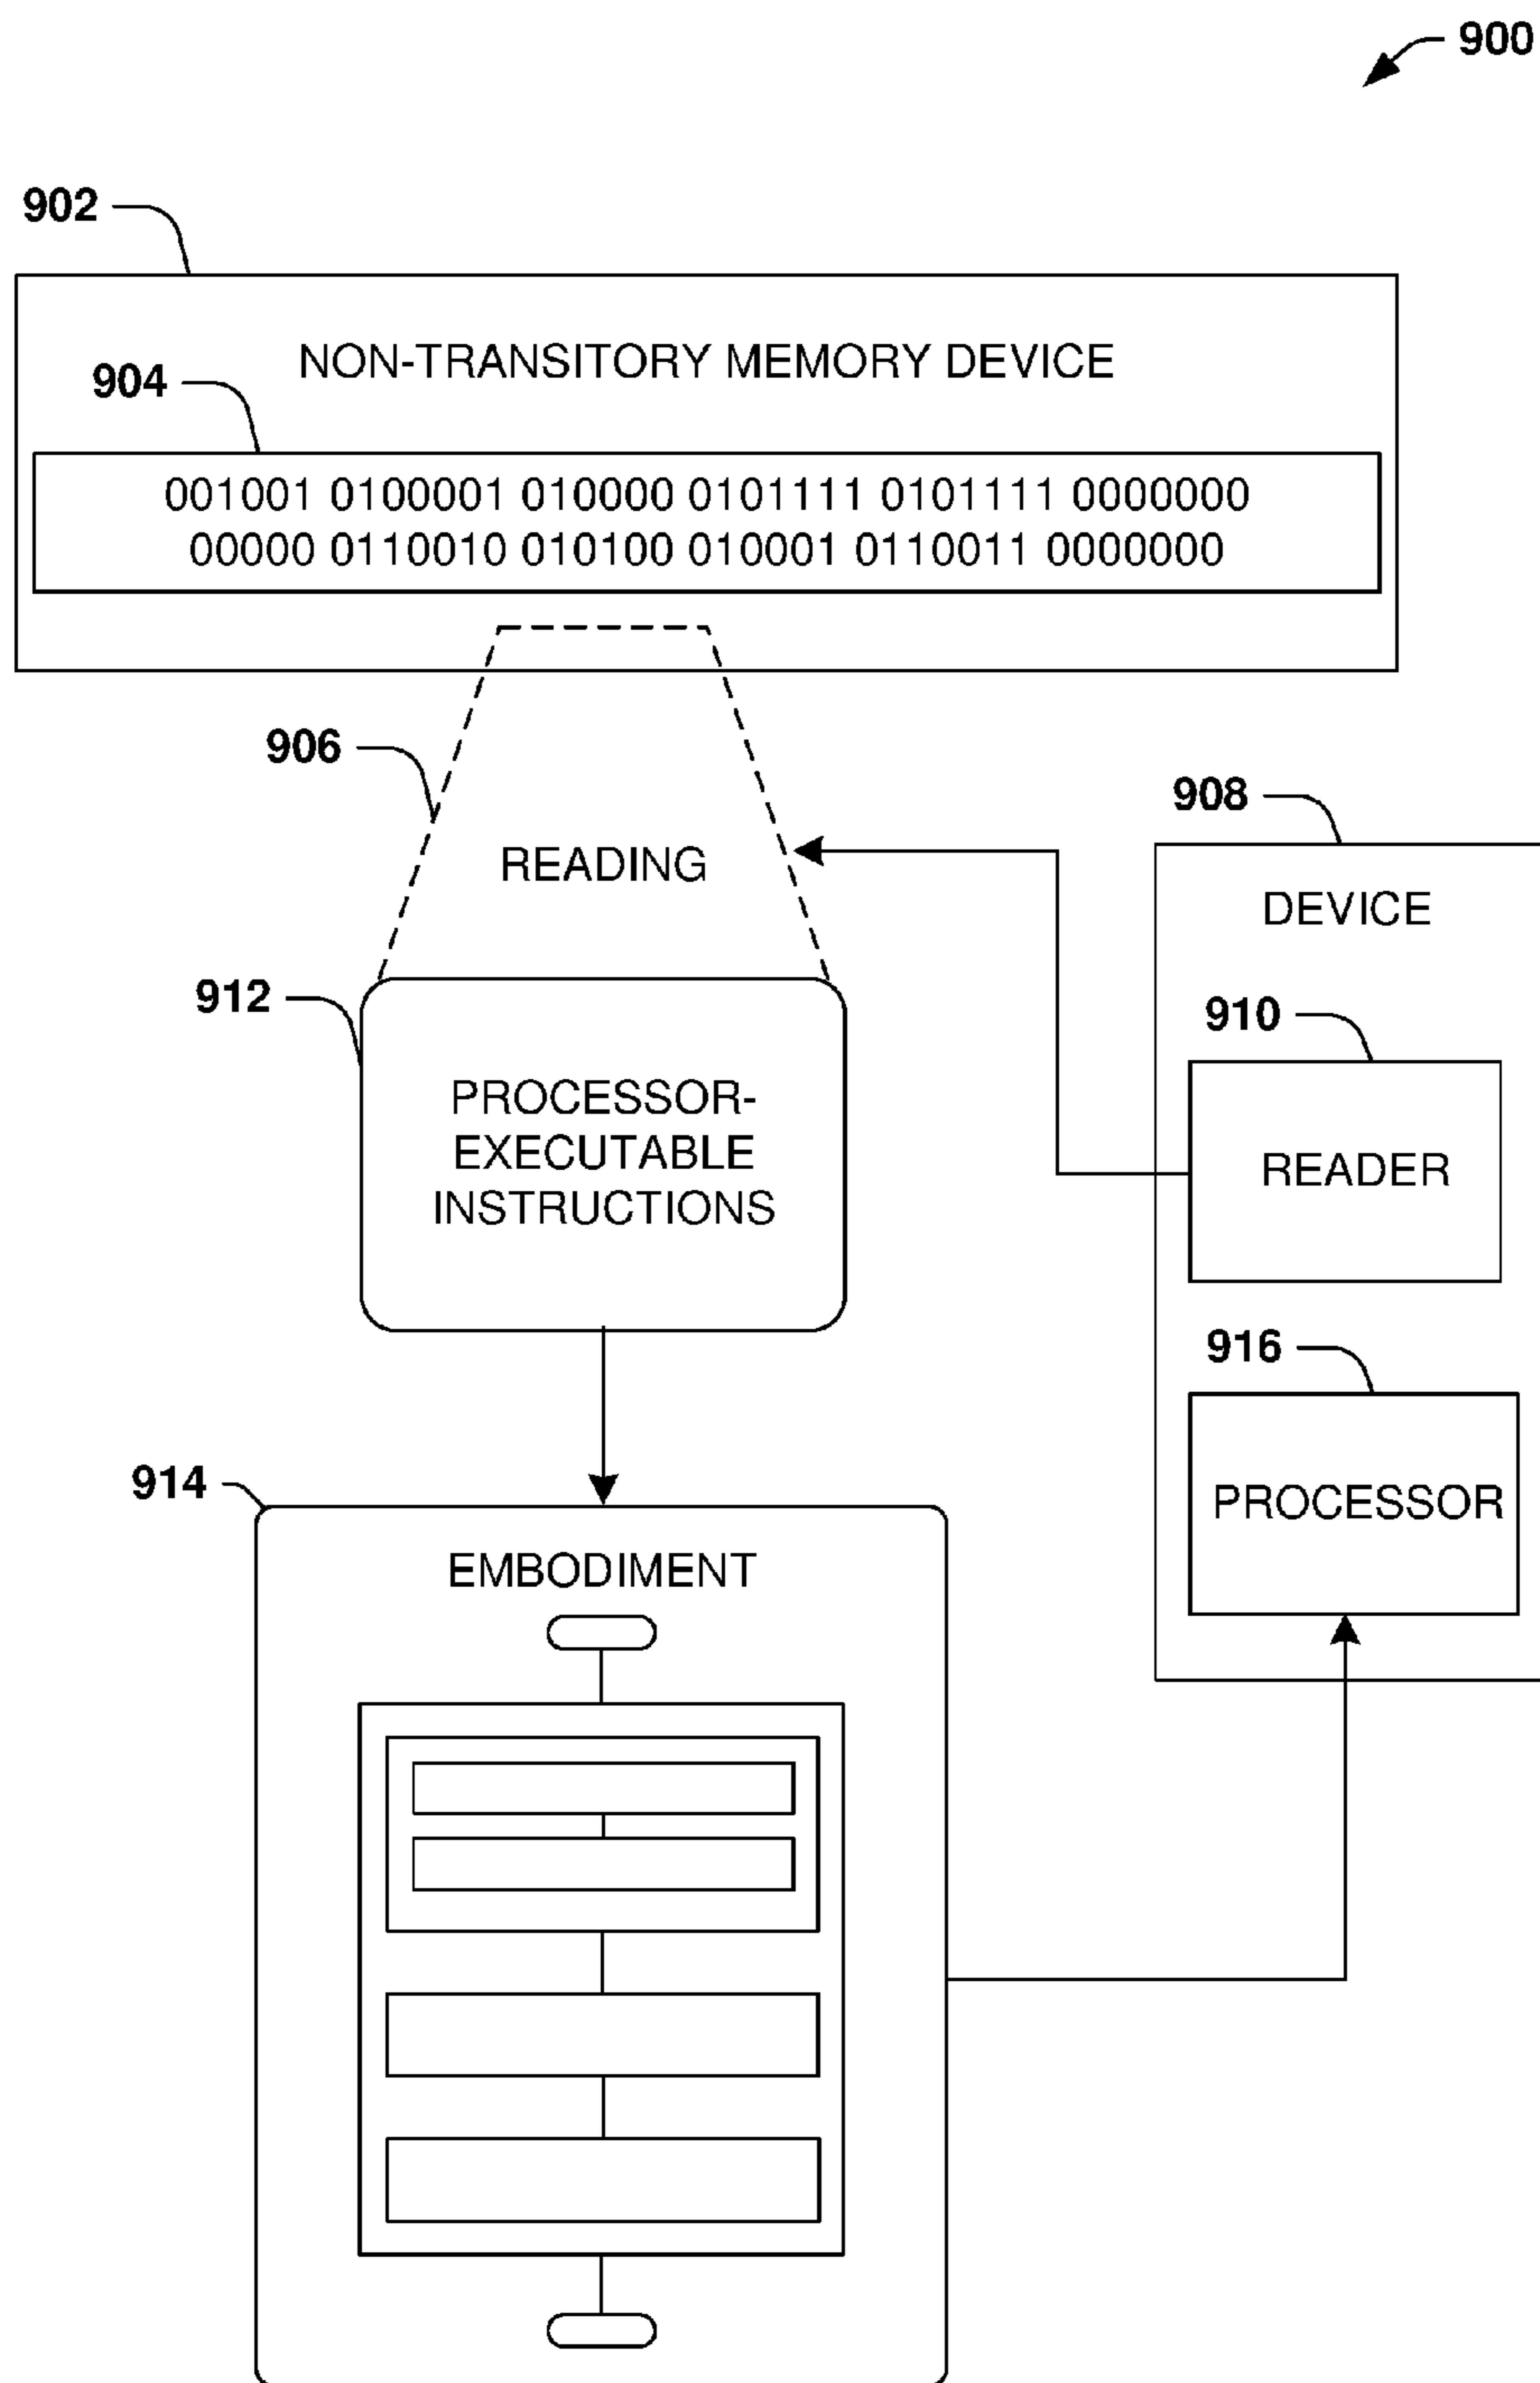 900
902
NON-TRANSITORY MEMORY DEVICE
904
001001 0100001 010000 0101111 0101111 0000000
00000 0110010 010100 010001 0110011 0000000
906
READING
908
DEVICE
910
READER
912
PROCESSOR-
EXECUTABLE
INSTRUCTIONS
916
PROCESSOR
914
EMBODIMENT